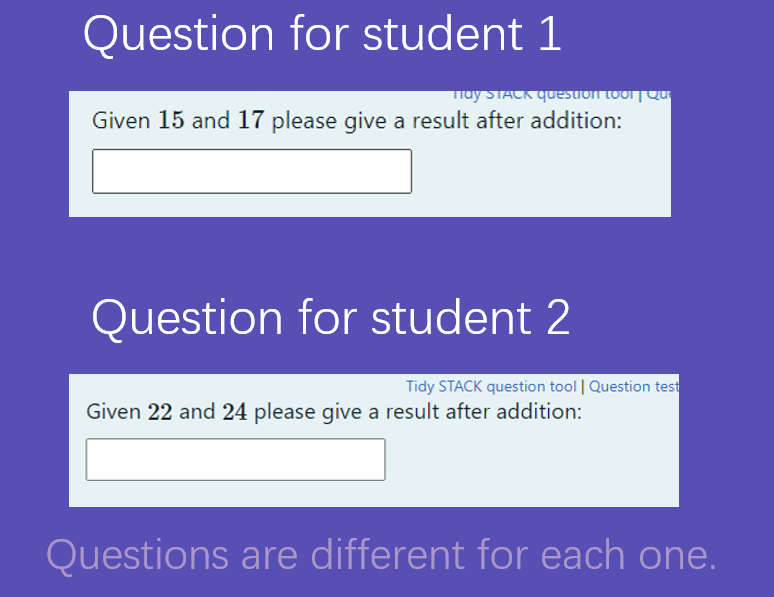 Question for student 1
Tidy STACK question tool |
Given 15 and 17 please give a result after addition:
Question for student 2
Tidy STACK question tool | Question test
Given 22 and 24 please give a result after addition:
Questions are different for each one.